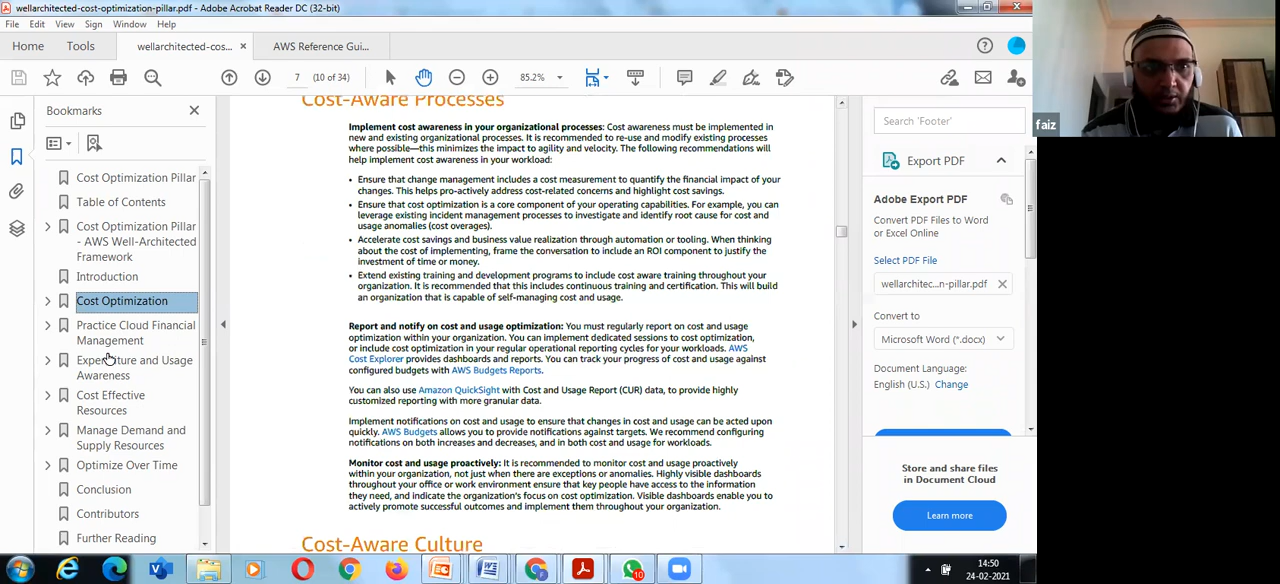 wellarchitected-cost-optimization-pillar.pdf - Adobe Acrobat Reader DC (32-bit)
File Edit View Sign Window Help
Home Tools wellarchitected-cos... × AWS Reference Gui...
7 (10 of 34) 85.2%
Bookmarks
Cost Optimization Pillar
Table of Contents
Cost Optimization Pillar
- AWS Well-Architected
Framework
Introduction
Cost Optimization
Practice Cloud Financial
Management
Expenditure and Usage
Awareness
Cost Effective
Resources
Manage Demand and
Supply Resources
Optimize Over Time
Conclusion
Contributors
Further Reading
Cost-Aware Processes
Implement cost awareness in your organizational processes: Cost awareness must be implemented in
new and existing organizational processes. It is recommended to re-use and modify existing processes
where possible—this minimizes the impact to agility and velocity. The following recommendations will
help implement cost awareness in your workload:
• Ensure that change management includes a cost measurement to quantify the financial impact of your
changes. This helps pro-actively address cost-related concerns and highlight cost savings.
• Ensure that cost optimization is a core component of your operating capabilities. For example, you can
leverage existing incident management processes to investigate and identify root cause for cost and
usage anomalies (cost overages).
• Accelerate cost savings and business value realization through automation or tooling. When thinking
about the cost of implementing, frame the conversation to include an ROI component to justify the
investment of time or money.
• Extend existing training and development programs to include cost aware training throughout your
organization. It is recommended that this includes continuous training and certification. This will build
an organization that is capable of self-managing cost and usage.
Report and notify on cost and usage optimization: You must regularly report on cost and usage
optimization within your organization. You can implement dedicated sessions to cost optimization,
or include cost optimization in your regular operational reporting cycles for your workloads. AWS
Cost Explorer provides dashboards and reports. You can track your progress of cost and usage against
configured budgets with AWS Budgets Reports.
You can also use Amazon QuickSight with Cost and Usage Report (CUR) data, to provide highly
customized reporting with more granular data.
Implement notifications on cost and usage to ensure that changes in cost and usage can be acted upon
quickly. AWS Budgets allows you to provide notifications against targets. We recommend configuring
notifications on both increases and decreases, and in both cost and usage for workloads.
Monitor cost and usage proactively: It is recommended to monitor cost and usage proactively
within your organization, not just when there are exceptions or anomalies. Highly visible dashboards
throughout your office or work environment ensure that key people have access to the information
they need, and indicate the organization's focus on cost optimization. Visible dashboards enable you to
actively promote successful outcomes and implement them throughout your organization.
Cost-Aware Culture
Search 'Footer'
Export PDF
Adobe Export PDF
Convert PDF Files to Word
or Excel Online
Select PDF File
wellarchitec...n-pillar.pdf
Convert to
Microsoft Word (*.docx)
Document Language:
English (U.S.) Change
Store and share files
in Document Cloud
Learn more
faiz
10
14:50
24-02-2021